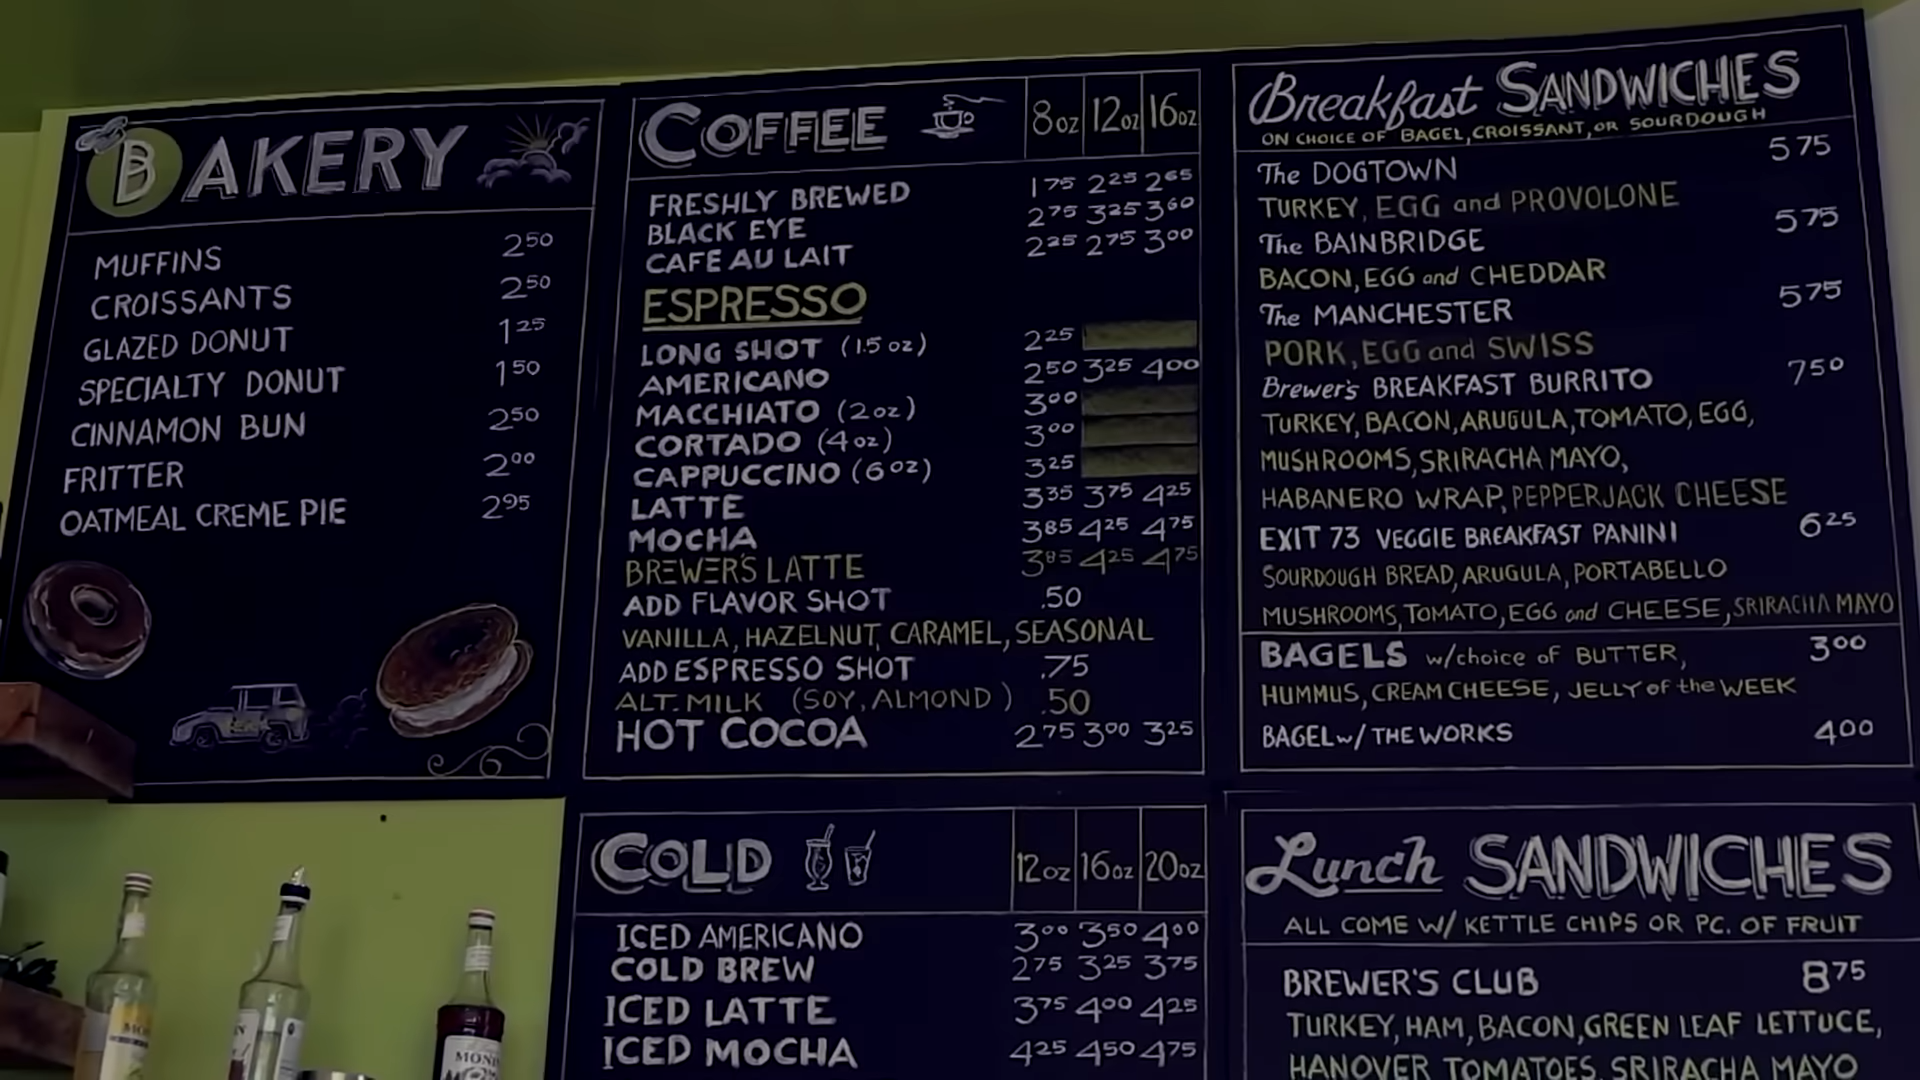 BAKERY
MUFFINS 2.50
CROISSANTS 2.50
GLAZED DONUT 1.25
SPECIALTY DONUT 1.50
CINNAMON BUN 2.50
FRITTER 2.00
OATMEAL CREME PIE 2.95
COFFEE 8oz 12oz 16oz
FRESHLY BREWED 1.75 2.25 2.65
BLACK EYE 2.75 3.25 3.60
CAFE AU LAIT 2.25 2.75 3.00
ESPRESSO
LONG SHOT (1.5 oz) 2.25
AMERICANO 2.50 3.25 4.00
MACCHIATO (2oz) 3.00
CORTADO (4oz) 3.00
CAPPUCCINO (6oz) 3.25
LATTE 3.35 3.75 4.25
MOCHA 3.85 4.25 4.75
BREWER'S LATTE 3.85 4.25 4.75
ADD FLAVOR SHOT .50
VANILLA, HAZELNUT, CARAMEL, SEASONAL
ADD ESPRESSO SHOT .75
ALT. MILK (SOY, ALMOND) .50
HOT COCOA 2.75 3.00 3.25
COLD 12oz 16oz 20oz
ICED AMERICANO 3.00 3.50 4.00
COLD BREW 2.75 3.25 3.75
ICED LATTE 3.75 4.00 4.25
ICED MOCHA 4.25 4.50 4.75
Breakfast SANDWICHES
ON CHOICE OF BAGEL, CROISSANT, OR SOURDOUGH
The DOGTOWN 5.75
TURKEY, EGG and PROVOLONE
The BAINBRIDGE 5.75
BACON, EGG and CHEDDAR
The MANCHESTER 5.75
PORK, EGG and SWISS
Brewer's BREAKFAST BURRITO 7.50
TURKEY, BACON, ARUGULA, TOMATO, EGG,
MUSHROOMS, SRIRACHA MAYO,
HABANERO WRAP, PEPPERJACK CHEESE
EXIT 73 VEGGIE BREAKFAST PANINI 6.25
SOURDOUGH BREAD, ARUGULA, PORTABELLO
MUSHROOMS, TOMATO, EGG and CHEESE, SRIRACHA MAYO
BAGELS w/choice of BUTTER, 3.00
HUMMUS, CREAM CHEESE, JELLY of the WEEK
BAGEL w/ THE WORKS 4.00
Lunch SANDWICHES
ALL COME W/ KETTLE CHIPS OR PC. OF FRUIT
BREWER'S CLUB 8.75
TURKEY, HAM, BACON, GREEN LEAF LETTUCE,
HANOVER TOMATOES, SRIRACHA MAYO